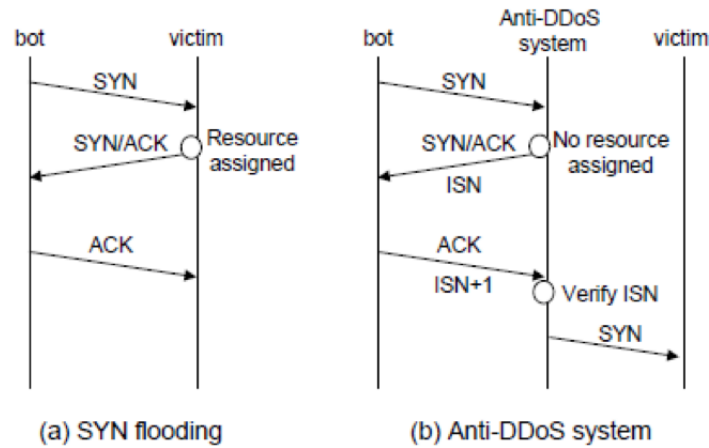 bot
victim
SYN
SYN/ACK
Resource
assigned
ACK
(a) SYN flooding
bot
Anti-DDoS
system
victim
SYN
SYN/ACK
No resource
assigned
ISN
ACK
ISN+1
Verify ISN
SYN
(b) Anti-DDoS system